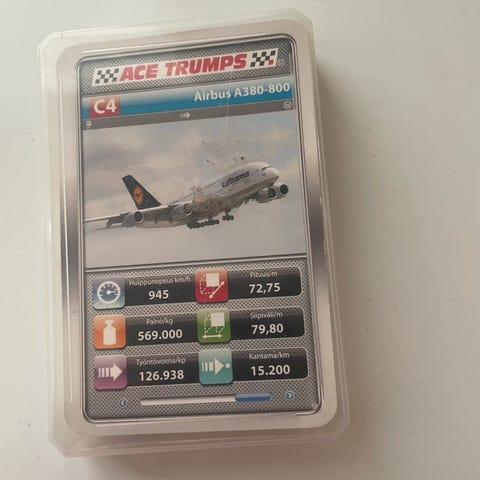 ACE TRUMPS
C4 Airbus A380-800
Lufthansa
Huippunopeus km/h
945
Pituus/m
72,75
Paino/kg
569.000
Siipiväli/m
79,80
Työntövoima/kp
126.938
Kantama/km
15.200